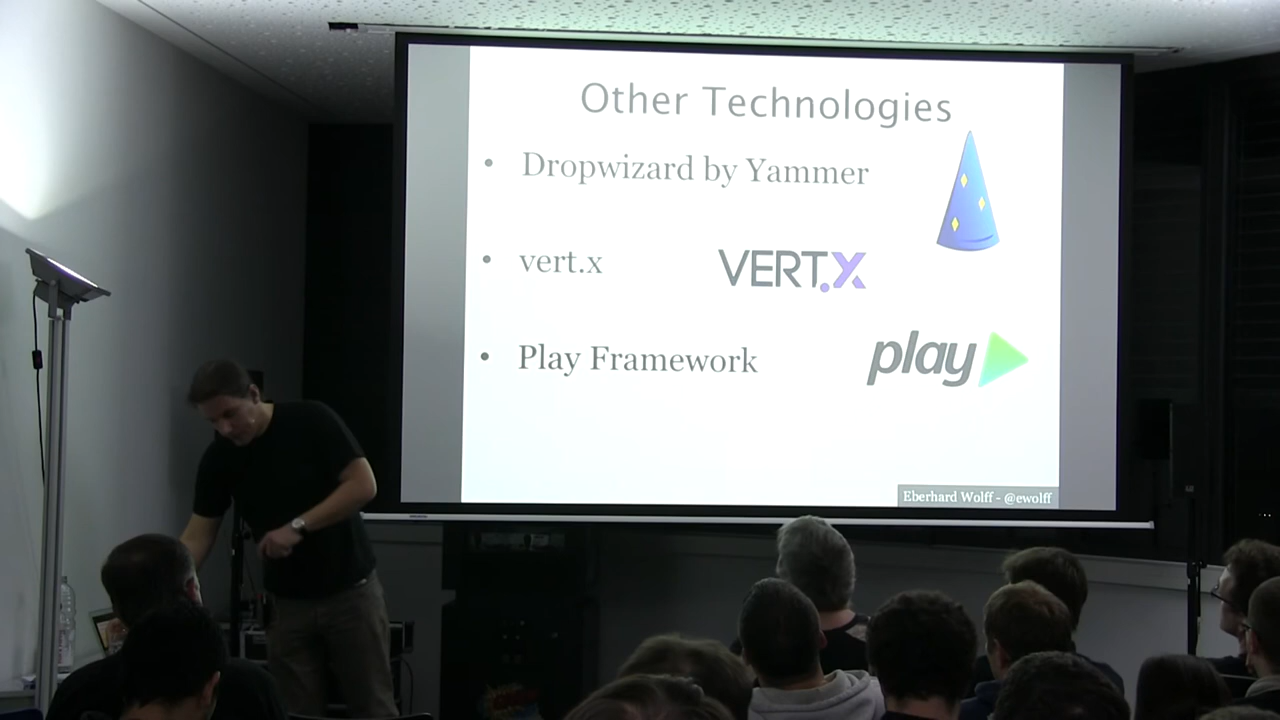 Other Technologies
• Dropwizard by Yammer
• vert.x
VERT.X
• Play Framework
play
Eberhard Wolff - @ewolff